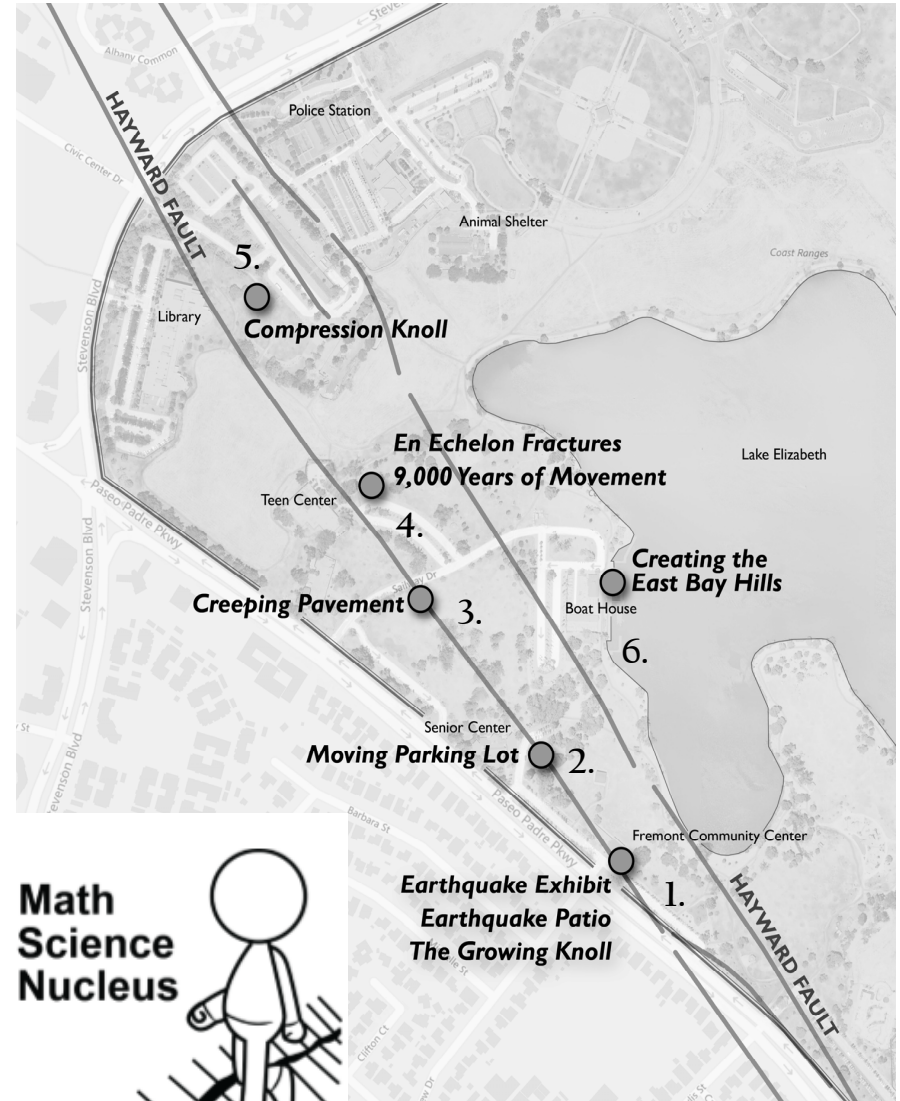 Albany Common
Police Station
HAYWARD FAULT
Civic Center Dr
Animal Shelter
Coast Ranges
5.
Compression Knoll
Library
Stevenson Blvd
En Echelon Fractures
9,000 Years of Movement
Lake Elizabeth
Teen Center
4.
Paseo Padre Pkwy
Stevenson Blvd
Creating the
East Bay Hills
Boat House
Creeping Pavement
3.
6.
Senior Center
Moving Parking Lot
2.
Paseo Padre Pkwy
Barbara St
Fremont Community Center
Earthquake Exhibit
Earthquake Patio
The Growing Knoll
1.
HAYWARD FAULT
Math
Science
Nucleus
Clifton Ct